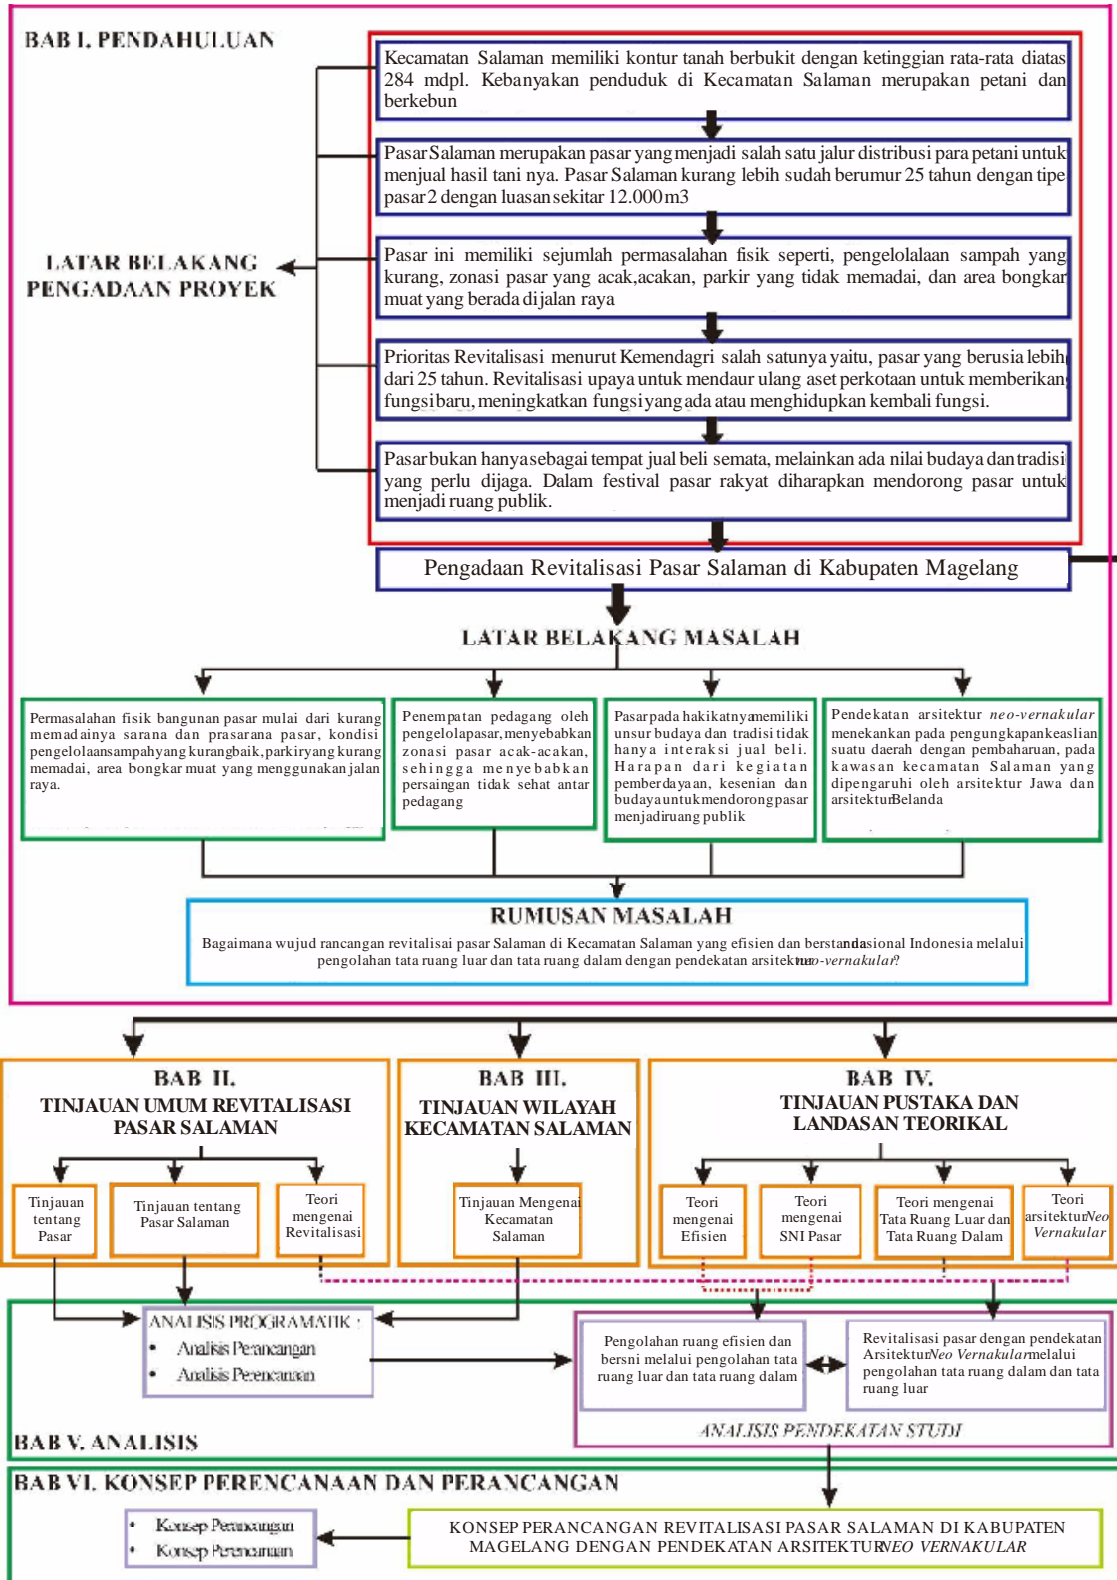 BAB I. PENDAHULUAN
Kecamatan Salaman memiliki kontur tanah berbukit dengan ketinggian rata-rata diatas
284 mdpl. Kebanyakan penduduk di Kecamatan Salaman merupakan petani dan
berkebun
Pasar Salaman merupakan pasar yang menjadi salah satu jalur distribusi para petani untuk
menjual hasil tani nya. Pasar Salaman kurang lebih sudah berumur 25 tahun dengan tipe
pasar 2 dengan luasan sekitar 12.000 m3
LATAR BELAKANG
PENGADAAN PROYEK
Pasar ini memiliki sejumlah permasalahan fisik seperti, pengelolalaan sampah yang
kurang, zonasi pasar yang acak,acakan, parkir yang tidak memadai, dan area bongkar
muat yang berada di jalan raya
Prioritas Revitalisasi menurut Kemendagri salah satunya yaitu, pasar yang berusia lebih
dari 25 tahun. Revitalisasi upaya untuk mendaur ulang aset perkotaan untuk memberikan
fungsi baru, meningkatkan fungsi yang ada atau menghidupkan kembali fungsi.
Pasar bukan hanya sebagai tempat jual beli semata, melainkan ada nilai budaya dan tradisi
yang perlu dijaga. Dalam festival pasar rakyat diharapkan mendorong pasar untuk
menjadi ruang publik.
Pengadaan Revitalisasi Pasar Salaman di Kabupaten Magelang
LATAR BELAKANG MASALAH
Permasalahan fisik bangunan pasar mulai dari kurang
memadainya sarana dan prasarana pasar, kondisi
pengelolaan sampah yang kurang baik, parkir yang kurang
memadai, area bongkar muat yang menggunakan jalan
raya.
Penempatan pedagang oleh
pengelola pasar, menyebabkan
zonasi pasar acak-acakan,
sehingga menyebabkan
persaingan tidak sehat antar
pedagang
Pasar pada hakikatnya memiliki
unsur budaya dan tradisi tidak
hanya interaksi jual beli.
Harapan dari kegiatan
pemberdayaan, kesenian dan
budaya untuk mendorong pasar
menjadi ruang publik
Pendekatan arsitektur neo-vernakular
menekankan pada pengungkapan keaslian
suatu daerah dengan pembaharuan, pada
kawasan kecamatan Salaman yang
dipengaruhi oleh arsitektur Jawa dan
arsitektur Belanda
RUMUSAN MASALAH
Bagaimana wujud rancangan revitalisai pasar Salaman di Kecamatan Salaman yang efisien dan berstandar nasional Indonesia melalui
pengolahan tata ruang luar dan tata ruang dalam dengan pendekatan arsitektur neo-vernakular?
BAB II.
TINJAUAN UMUM REVITALISASI
PASAR SALAMAN
Tinjauan
tentang
Pasar
Tinjauan tentang
Pasar Salaman
Teori
mengenai
Revitalisasi
BAB III.
TINJAUAN WILAYAH
KECAMATAN SALAMAN
Tinjauan Mengenai
Kecamatan
Salaman
BAB IV.
TINJAUAN PUSTAKA DAN
LANDASAN TEORIKAL
Teori
mengenai
Efisien
Teori
mengenai
SNI Pasar
Teori mengenai
Tata Ruang Luar dan
Tata Ruang Dalam
Teori
arsitektur Neo
Vernakular
ANALISIS PROGRAMATIK :
• Analisis Perancangan
• Analisis Perencanaan
Pengolahan ruang efisien dan
bersni melalui pengolahan tata
ruang luar dan tata ruang dalam
Revitalisasi pasar dengan pendekatan
Arsitektur Neo Vernakular melalui
pengolahan tata ruang dalam dan tata
ruang luar
ANALISIS PENDEKATAN STUDI
BAB V. ANALISIS
BAB VI. KONSEP PERENCANAAN DAN PERANCANGAN
• Konsep Perancangan
• Konsep Perencanaan
KONSEP PERANCANGAN REVITALISASI PASAR SALAMAN DI KABUPATEN
MAGELANG DENGAN PENDEKATAN ARSITEKTUR NEO VERNAKULAR